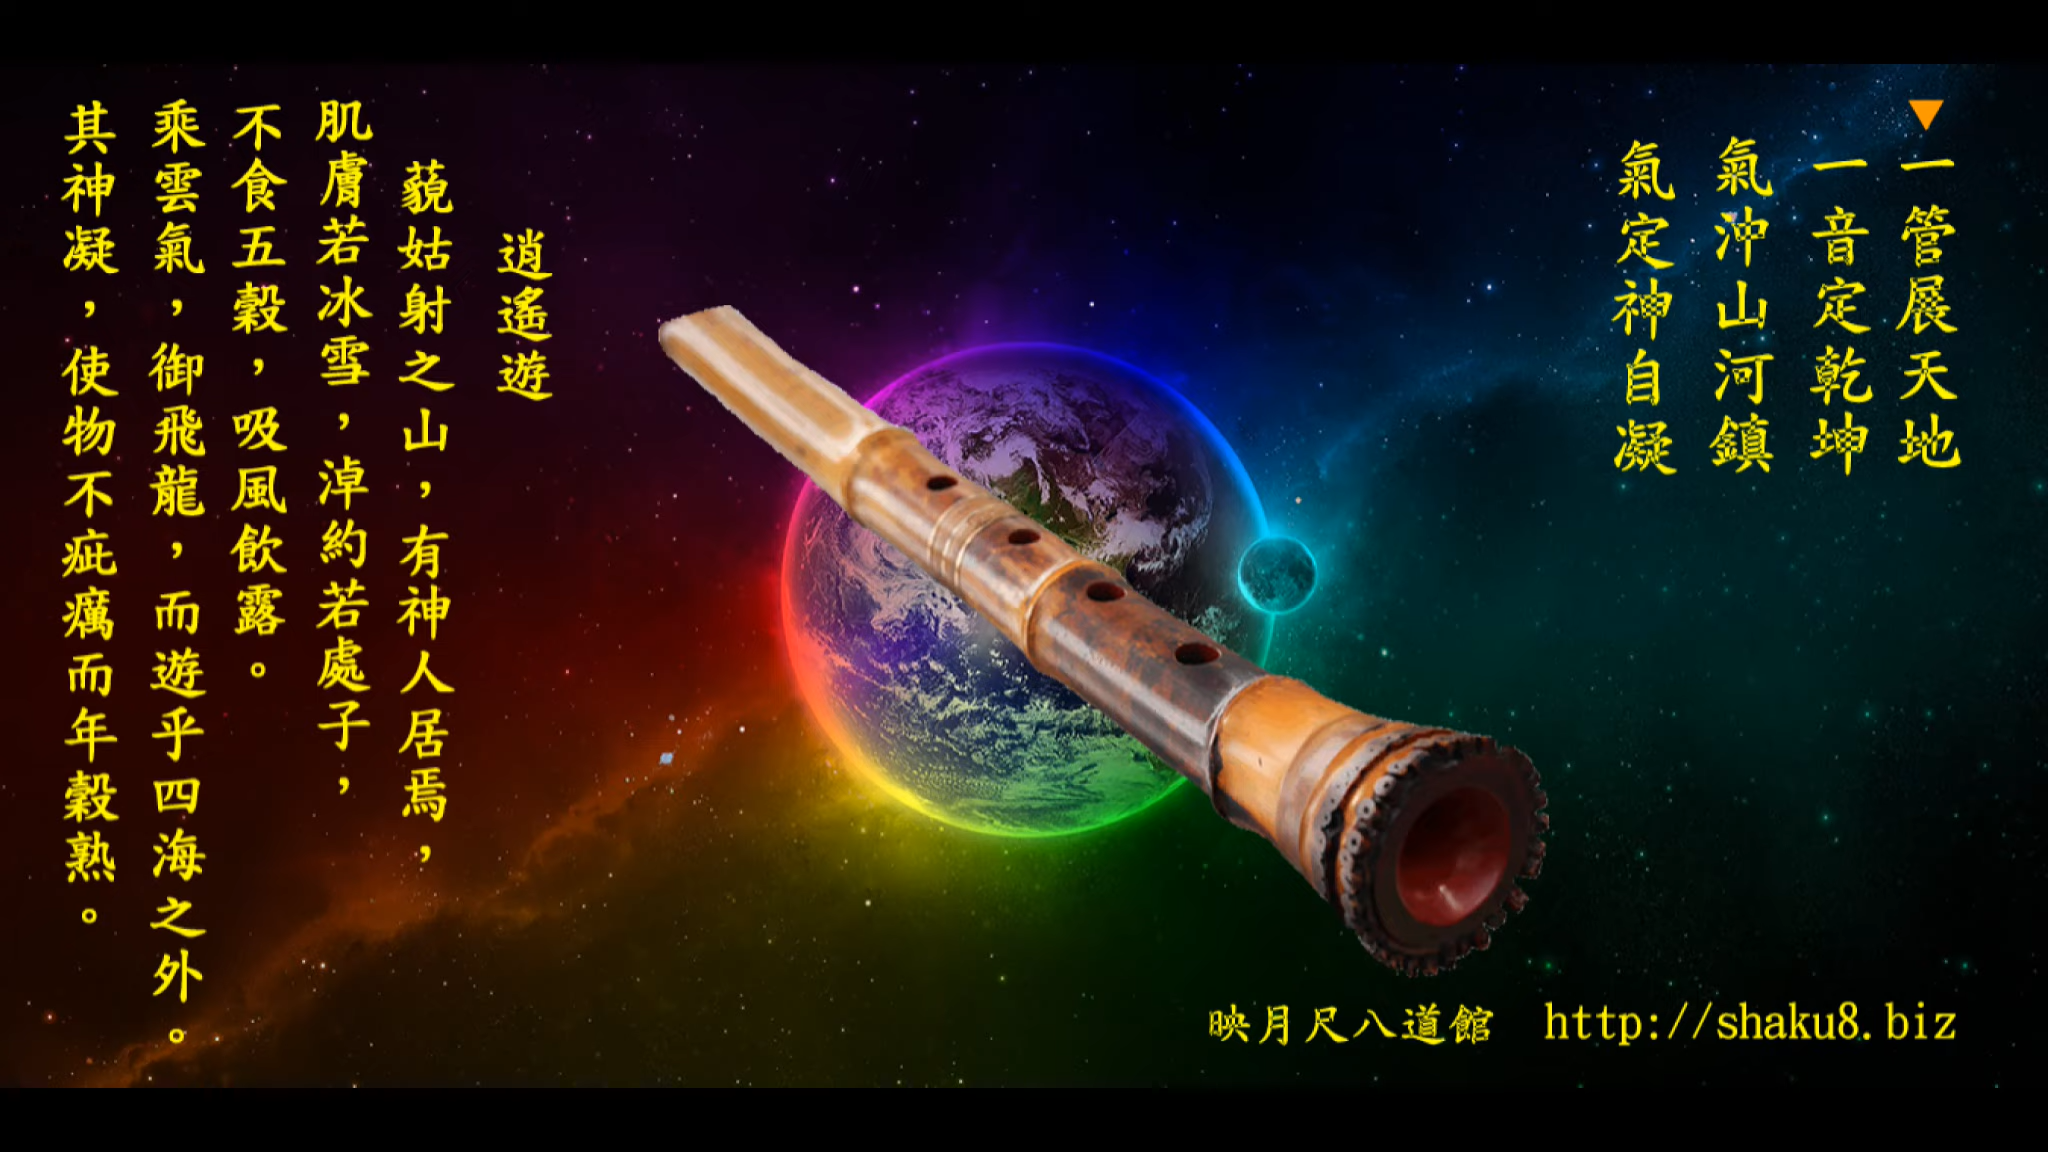 一管展天地
一音定乾坤
氣沖山河鎮
氣定神自凝
逍遙遊
藐姑射之山，有神人居焉，
肌膚若冰雪，淖約若處子，
不食五穀，吸風飲露。
乘雲氣，御飛龍，而遊乎四海之外。
其神凝，使物不疵癘而年穀熟。
映月尺八道館　http://shaku8.biz